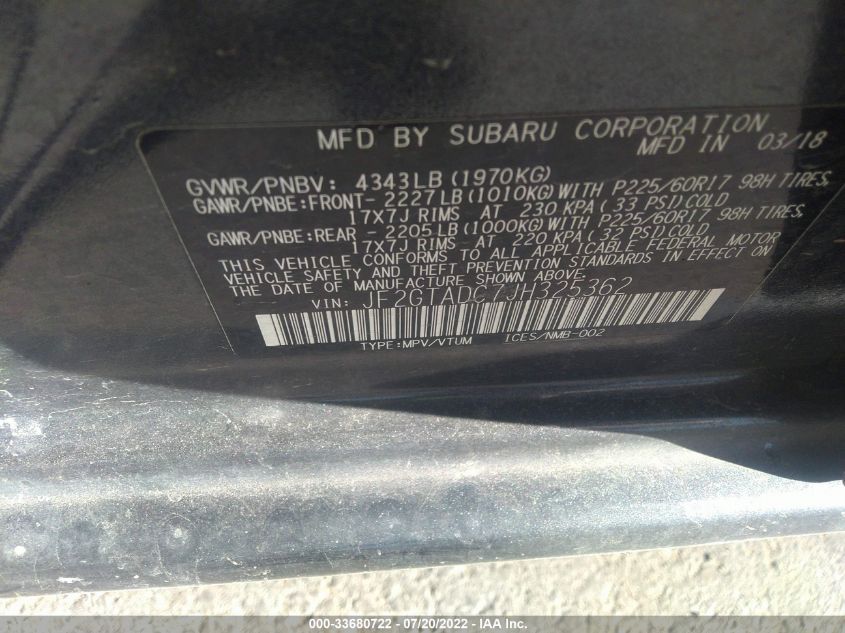 MFD BY SUBARU CORPORATION
MFD IN 03/18
GVWR/PNBV: 4343LB (1970KG)
GAWR/PNBE:FRONT- 2227LB (1010KG) WITH P225/60R17 98H TIRES,
17X7J RIMS AT 230 KPA ( 33 PSI) COLD
GAWR/PNBE:REAR - 2205LB (1000KG) WITH P225/60R17 98H TIRES,
17X7J RIMS AT 220 KPA ( 32 PSI) COLD
THIS VEHICLE CONFORMS TO ALL APPLICABLE FEDERAL MOTOR
VEHICLE SAFETY AND THEFT PREVENTION STANDARDS IN EFFECT ON
THE DATE OF MANUFACTURE SHOWN ABOVE.
VIN: JF2GTADC7JH325362
TYPE:MPV/VTUM ICES/NMB-002
000-33680722 - 07/20/2022 - IAA Inc.